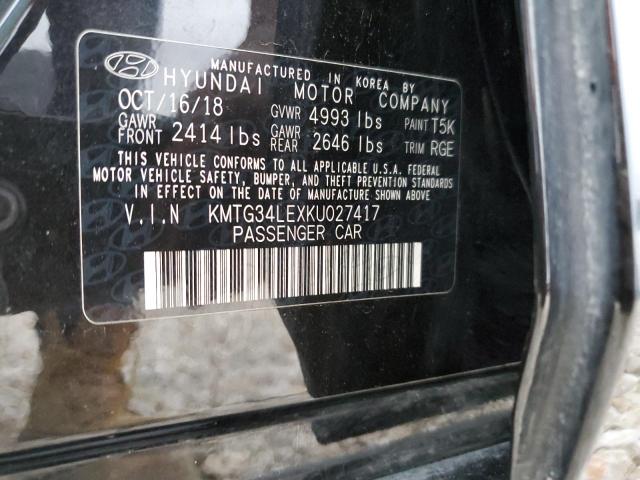 MANUFACTURED IN KOREA BY
HYUNDAI MOTOR COMPANY
OCT/16/18 GVWR 4993 lbs PAINT T5K
GAWR FRONT 2414 lbs GAWR REAR 2646 lbs TRIM RGE
THIS VEHICLE CONFORMS TO ALL APPLICABLE U.S.A. FEDERAL
MOTOR VEHICLE SAFETY, BUMPER, AND THEFT PREVENTION STANDARDS
IN EFFECT ON THE DATE OF MANUFACTURE SHOWN ABOVE
V.I.N KMTG34LEXKU027417
PASSENGER CAR